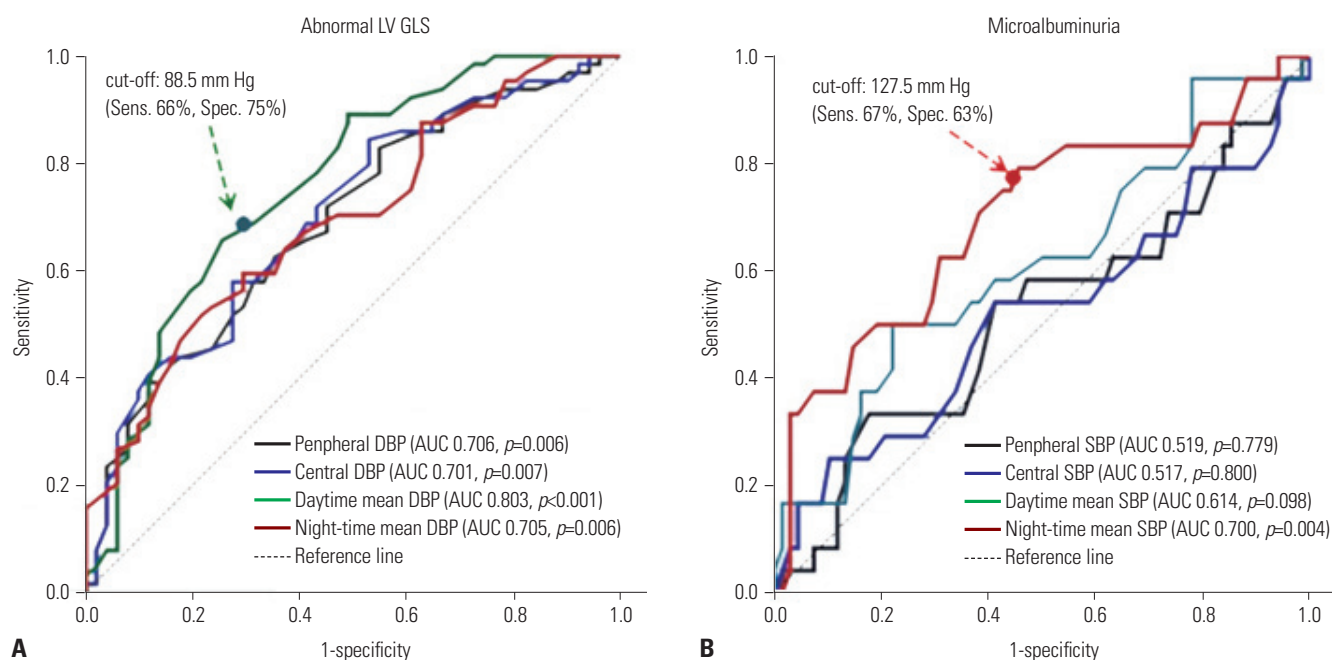 Abnormal LV GLS
1.0
0.8
0.6
0.4
0.2
0.0
Sensitivity
cut-off: 88.5 mm Hg
(Sens. 66%, Spec. 75%)
Penpheral DBP (AUC 0.706, p=0.006)
Central DBP (AUC 0.701, p=0.007)
Daytime mean DBP (AUC 0.803, p<0.001)
Night-time mean DBP (AUC 0.705, p=0.006)
Reference line
0.0
0.2
0.4
0.6
0.8
1.0
1-specificity
A
Microalbuminuria
1.0
0.8
0.6
0.4
0.2
0.0
Sensitivity
cut-off: 127.5 mm Hg
(Sens. 67%, Spec. 63%)
Penpheral SBP (AUC 0.519, p=0.779)
Central SBP (AUC 0.517, p=0.800)
Daytime mean SBP (AUC 0.614, p=0.098)
Night-time mean SBP (AUC 0.700, p=0.004)
Reference line
0.0
0.2
0.4
0.6
0.8
1.0
1-specificity
B